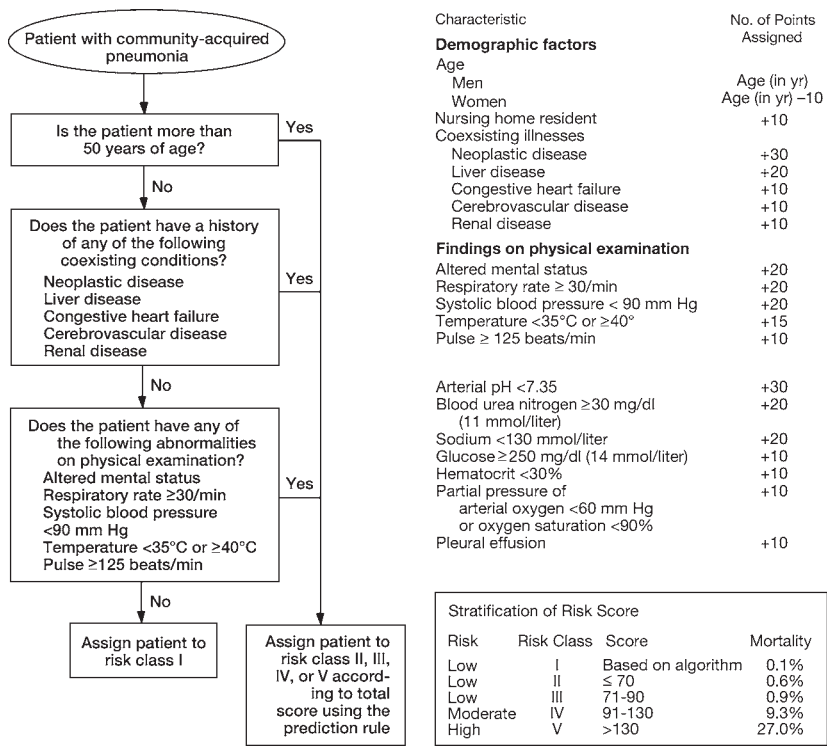 Patient with community-acquired
pneumonia
Is the patient more than
50 years of age?
Yes
No
Does the patient have a history
of any of the following
coexisting conditions?
Neoplastic disease
Liver disease
Congestive heart failure
Cerebrovascular disease
Renal disease
Yes
No
Does the patient have any of
the following abnormalities
on physical examination?
Altered mental status
Respiratory rate ≥30/min
Systolic blood pressure
<90 mm Hg
Temperature <35°C or ≥40°C
Pulse ≥125 beats/min
Yes
No
Assign patient to
risk class I
Assign patient to
risk class II, III,
IV, or V accord-
ing to total
score using the
prediction rule
Characteristic No. of Points
Assigned
Demographic factors
Age
Men Age (in yr)
Women Age (in yr) –10
Nursing home resident +10
Coexsisting illnesses
Neoplastic disease +30
Liver disease +20
Congestive heart failure +10
Cerebrovascular disease +10
Renal disease +10
Findings on physical examination
Altered mental status +20
Respiratory rate ≥ 30/min +20
Systolic blood pressure < 90 mm Hg +20
Temperature <35°C or ≥40° +15
Pulse ≥ 125 beats/min +10
Arterial pH <7.35 +30
Blood urea nitrogen ≥30 mg/dl +20
(11 mmol/liter)
Sodium <130 mmol/liter +20
Glucose ≥250 mg/dl (14 mmol/liter) +10
Hematocrit <30% +10
Partial pressure of +10
arterial oxygen <60 mm Hg
or oxygen saturation <90%
Pleural effusion +10
Stratification of Risk Score
Risk Risk Class Score Mortality
Low I Based on algorithm 0.1%
Low II ≤ 70 0.6%
Low III 71-90 0.9%
Moderate IV 91-130 9.3%
High V >130 27.0%